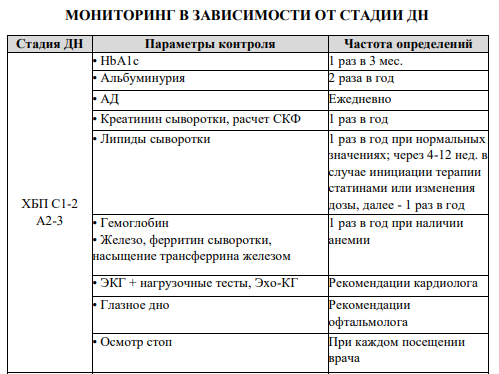 МОНИТОРИНГ В ЗАВИСИМОСТИ ОТ СТАДИИ ДН
Стадия ДН Параметры контроля Частота определений
ХБП С1-2
А2-3
• HbA1c 1 раз в 3 мес.
• Альбуминурия 2 раза в год
• АД Ежедневно
• Креатинин сыворотки, расчет СКФ 1 раз в год
• Липиды сыворотки 1 раз в год при нормальных
значениях; через 4-12 нед. в
случае инициации терапии
статинами или изменения
дозы, далее - 1 раз в год
• Гемоглобин 1 раз в год при наличии
• Железо, ферритин сыворотки, анемии
насыщение трансферрина железом
• ЭКГ + нагрузочные тесты, Эхо-КГ Рекомендации кардиолога
• Глазное дно Рекомендации
офтальмолога
• Осмотр стоп При каждом посещении
врача